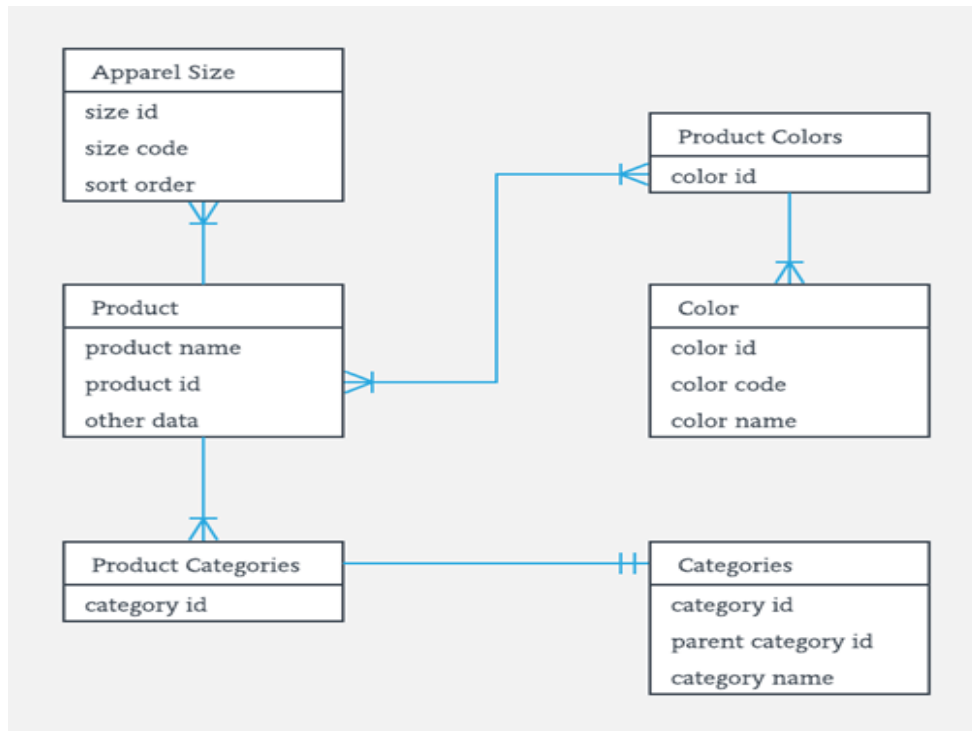 Apparel Size
size id
size code
sort order
Product Colors
color id
Product
product name
product id
other data
Color
color id
color code
color name
Product Categories
category id
Categories
category id
parent category id
category name